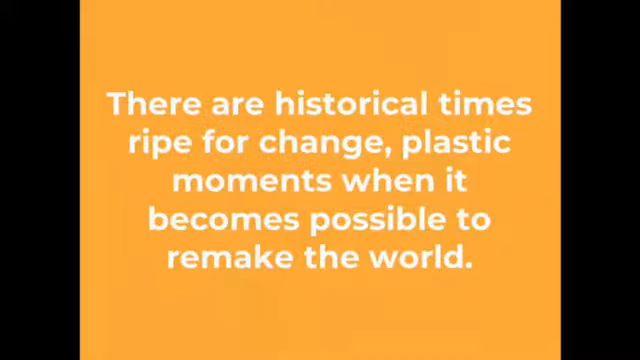 There are historical times
ripe for change, plastic
moments when it
becomes possible to
remake the world.